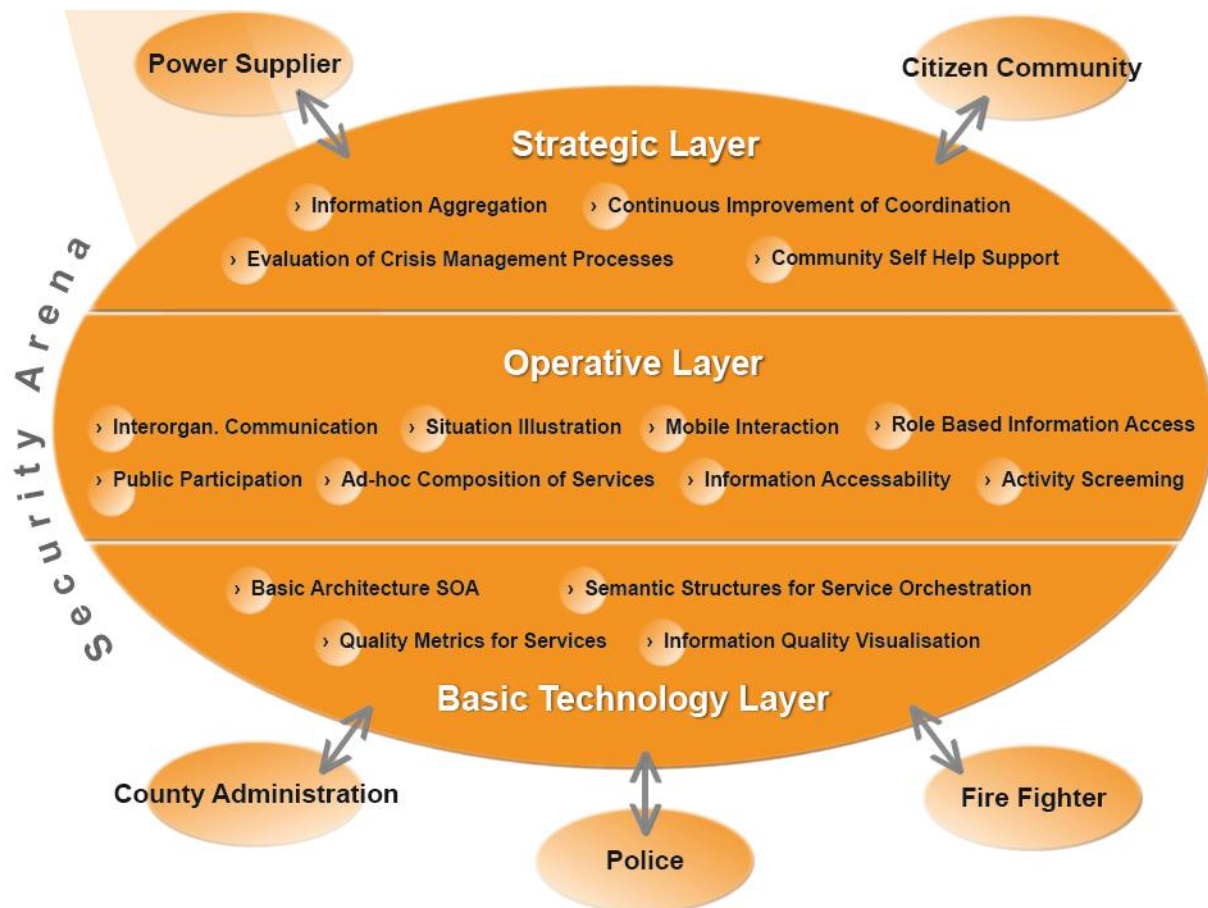 Power Supplier
Citizen Community
Strategic Layer
› Information Aggregation
› Continuous Improvement of Coordination
› Evaluation of Crisis Management Processes
› Community Self Help Support
Security Arena
Operative Layer
› Interorgan. Communication
› Situation Illustration
› Mobile Interaction
› Role Based Information Access
› Public Participation
› Ad-hoc Composition of Services
› Information Accessability
› Activity Screeming
› Basic Architecture SOA
› Semantic Structures for Service Orchestration
› Quality Metrics for Services
› Information Quality Visualisation
Basic Technology Layer
County Administration
Police
Fire Fighter